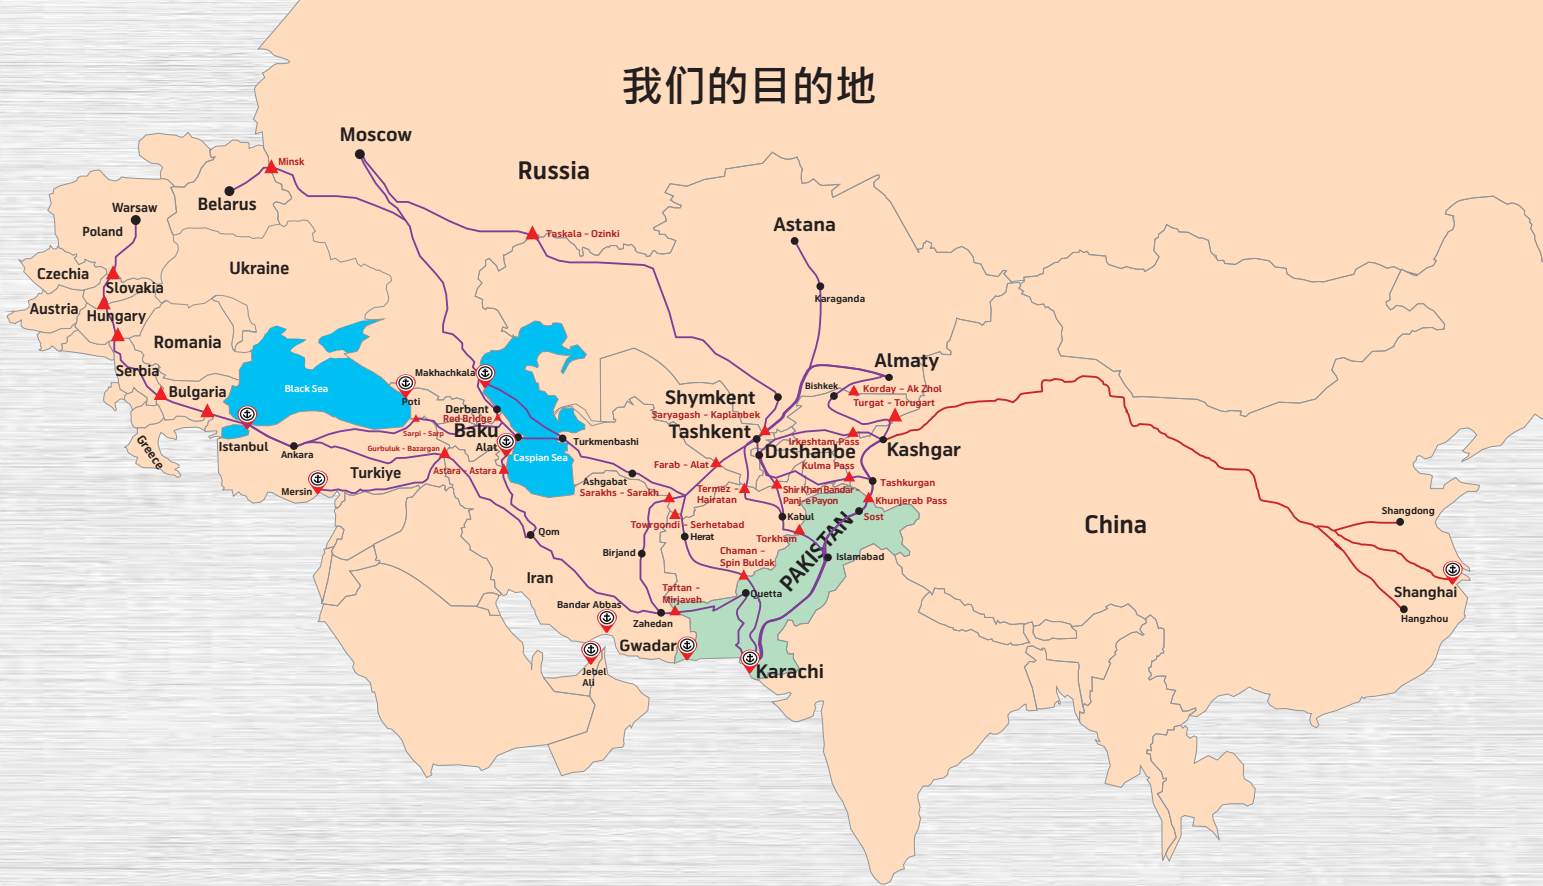 我们的目的地
Moscow
Minsk
Russia
Belarus
Warsaw
Poland
Astana
Taskala - Ozinki
Ukraine
Czechia
Slovakia
Karaganda
Austria
Hungary
Romania
Almaty
Serbia
Makhachkala
Bulgaria
Black Sea
Bishkek
Korday - Ak Zhol
Shymkent
Turgat - Torugart
Poti
Derbent
Red Bridge
Saryagash - Kaplanbek
Sarpi - Sarp
Baku
Tashkent
Istanbul
Ankara
Greece
Gurbuluk - Bazargan
Alat
Turkmenbashi
Irkeshtam Pass
Dushanbe
Kashgar
Caspian Sea
Turkiye
Astara - Astara
Farab - Alat
Kulma Pass
Mersin
Ashgabat
Sarakhs - Sarakh
Termez -
Hairatan
Shir Khan Bandar
Panj-e Payon
Tashkurgan
Khunjerab Pass
Towrgondi - Serhetabad
Kabul
Sost
Shangdong
China
Qom
Herat
Torkham
PAKISTAN
Birjand
Chaman -
Spin Buldak
Islamabad
Iran
Taftan -
Mirjaveh
Quetta
Shanghai
Bandar Abbas
Zahedan
Hangzhou
Gwadar
Jebel
Ali
Karachi